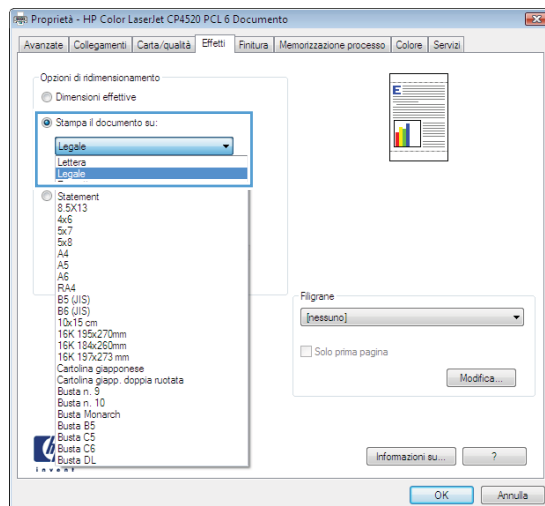 Proprietà - HP Color LaserJet CP4520 PCL 6 Documento
Avanzate Collegamenti Carta/qualità Effetti Finitura Memorizzazione processo Colore Servizi
Opzioni di ridimensionamento
Dimensioni effettive
Stampa il documento su:
Legale
Lettera
Legale
Statement
8.5X13
4x6
5x7
5x8
A4
A5
A6
RA4
B5 (JIS)
B6 (JIS)
10x15 cm
16K 195x270mm
16K 184x260mm
16K 197x273 mm
Cartolina giapponese
Cartolina giapp. doppia ruotata
Busta n. 9
Busta n. 10
Busta Monarch
Busta B5
Busta C5
Busta C6
Busta DL
E
Filigrane
[nessuno]
Solo prima pagina
Modifica...
invent
Informazioni su... ?
OK Annulla